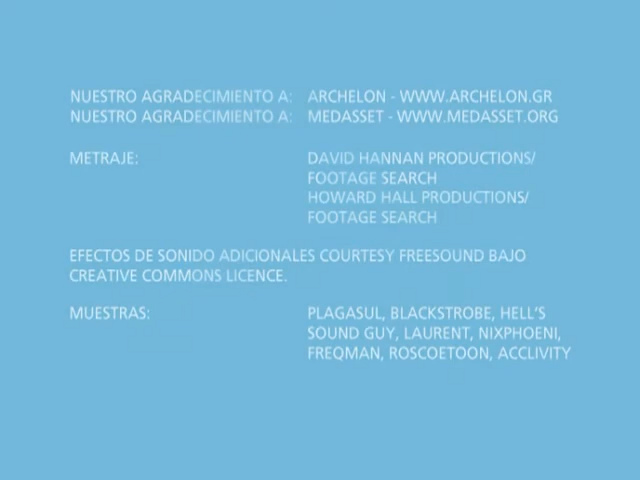 NUESTRO AGRADECIMIENTO A: ARCHELON - WWW.ARCHELON.GR
NUESTRO AGRADECIMIENTO A: MEDASSET - WWW.MEDASSET.ORG
METRAJE: DAVID HANNAN PRODUCTIONS/
FOOTAGE SEARCH
HOWARD HALL PRODUCTIONS/
FOOTAGE SEARCH
EFECTOS DE SONIDO ADICIONALES COURTESY FREESOUND BAJO
CREATIVE COMMONS LICENCE.
MUESTRAS: PLAGASUL, BLACKSTROBE, HELL'S
SOUND GUY, LAURENT, NIXPHOENI,
FREQMAN, ROSCOETOON, ACCLIVITY